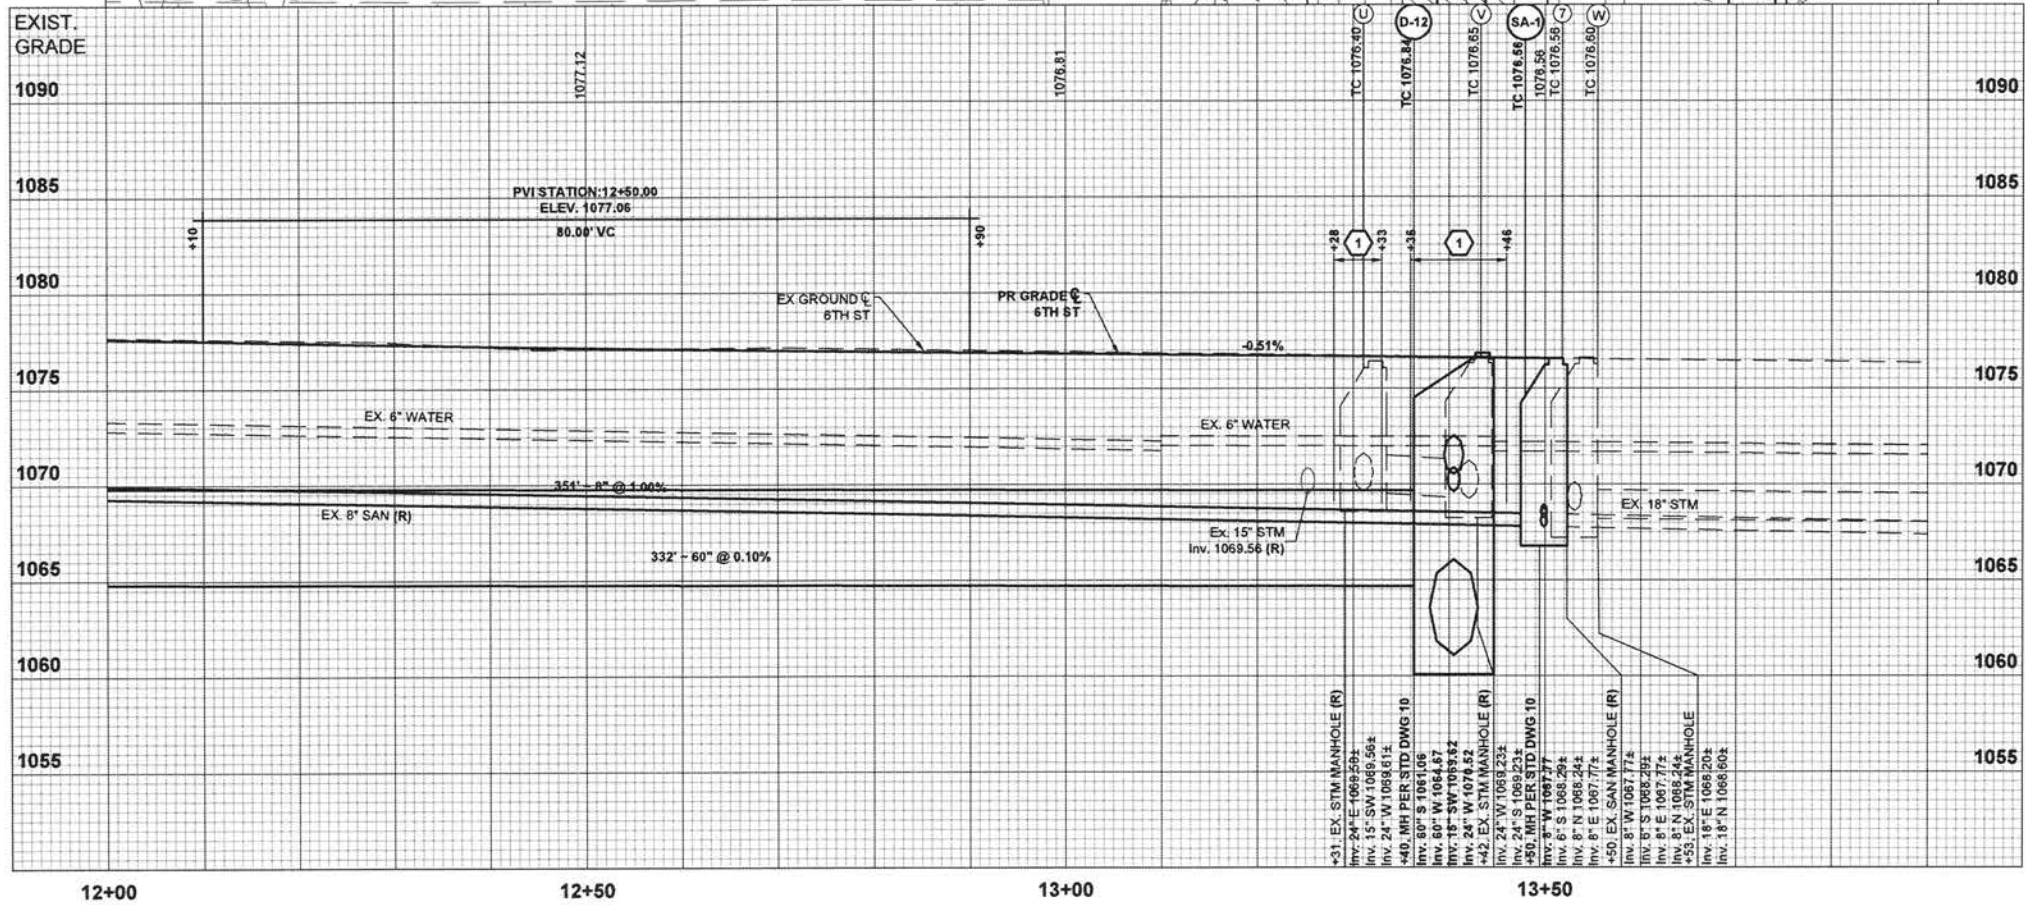 EXIST.
GRADE
1077.12
1076.81
U
D-12
V
SA-1
7
W
TC 1076.40
TC 1076.84
TC 1076.65
TC 1076.56
1076.56
TC 1076.56
TC 1076.60
1090
1090
1085
1085
PVI STATION:12+50.00
ELEV. 1077.06
80.00' VC
+10
+90
+28
1
+33
+36
1
+46
1080
1080
EX GROUND ℄
6TH ST
PR GRADE ℄
6TH ST
-0.51%
1075
1075
EX. 6" WATER
EX. 6" WATER
1070
1070
351' ~ 8" @ 1.00%
EX. 8" SAN (R)
EX. 18" STM
Ex. 15" STM
Inv. 1069.56 (R)
332' ~ 60" @ 0.10%
1065
1065
1060
1060
1055
1055
+31, EX. STM MANHOLE (R)
Inv. 24" E 1069.59±
Inv. 15" SW 1069.56±
Inv. 24" W 1069.61±
+40, MH PER STD DWG 10
Inv. 60" S 1061.06
Inv. 60" W 1064.67
Inv. 15" SW 1069.62
Inv. 24" W 1070.52
+42, EX. STM MANHOLE (R)
Inv. 24" W 1069.23±
Inv. 24" S 1069.23±
+50, MH PER STD DWG 10
Inv. 8" W 1067.77
Inv. 6" S 1068.29±
Inv. 8" N 1068.24±
Inv. 8" E 1067.77±
+50, EX. SAN MANHOLE (R)
Inv. 8" W 1067.77±
Inv. 6" S 1068.29±
Inv. 8" E 1067.77±
Inv. 8" N 1068.24±
+53, EX. STM MANHOLE
Inv. 18" E 1068.20±
Inv. 18" N 1068.60±
12+00
12+50
13+00
13+50